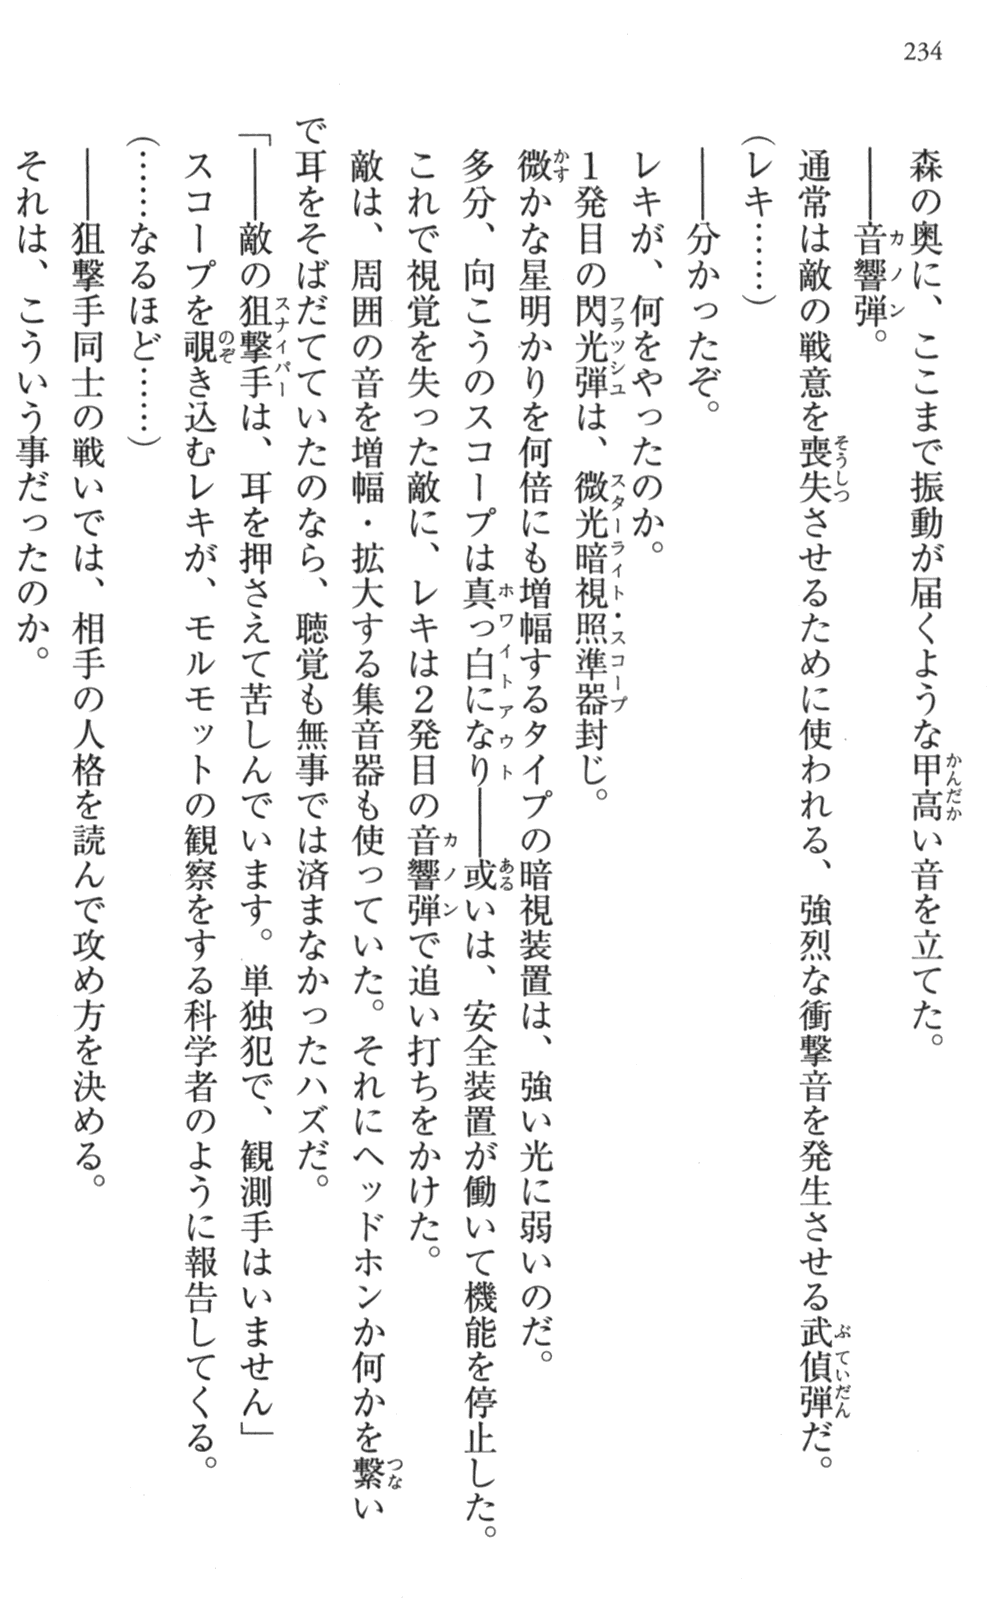 234
森の奥に、ここまで振動が届くような甲高い音を立てた。
――音響弾。
通常は敵の戦意を喪失させるために使われる、強烈な衝撃音を発生させる武偵弾だ。
（レキ……）
――分かったぞ。
レキが、何をやったのか。
１発目の閃光弾は、微光暗視照準器封じ。
微かな星明かりを何倍にも増幅するタイプの暗視装置は、強い光に弱いのだ。
多分、向こうのスコープは真っ白になり――或いは、安全装置が働いて機能を停止した。
これで視覚を失った敵に、レキは２発目の音響弾で追い打ちをかけた。
敵は、周囲の音を増幅・拡大する集音器も使っていた。それにヘッドホンか何かを繋い
で耳をそばだてていたのなら、聴覚も無事では済まなかったハズだ。
「――敵の狙撃手は、耳を押さえて苦しんでいます。単独犯で、観測手はいません」
スコープを覗き込むレキが、モルモットの観察をする科学者のように報告してくる。
（……なるほど……）
――狙撃手同士の戦いでは、相手の人格を読んで攻め方を決める。
それは、こういう事だったのか。